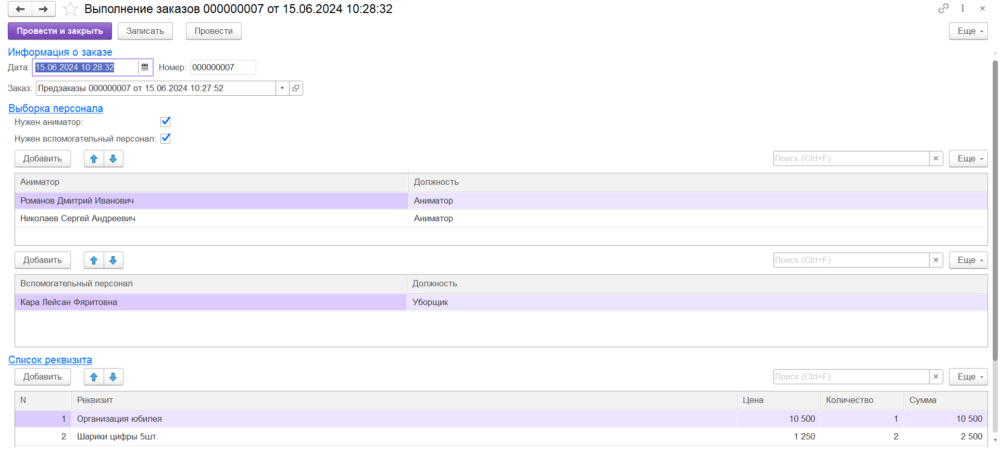 Выполнение заказов 000000007 от 15.06.2024 10:28:32
Провести и закрыть Записать Провести Еще
Информация о заказе
Дата: 15.06.2024 10:28:32 Номер: 000000007
Заказ: Предзаказы 000000007 от 15.06.2024 10:27:52
Выборка персонала
Нужен аниматор:
Нужен вспомогательный персонал:
Добавить Поиск (Ctrl+F) × Еще
Аниматор Должность
Романов Дмитрий Иванович Аниматор
Николаев Сергей Андреевич Аниматор
Добавить Поиск (Ctrl+F) × Еще
Вспомогательный персонал Должность
Кара Лейсан Фяритовна Уборщик
Список реквизита
Добавить Поиск (Ctrl+F) × Еще
N Реквизит Цена Количество Сумма
1 Организация юбилея 10 500 1 10 500
2 Шарики цифры 5шт. 1 250 2 2 500